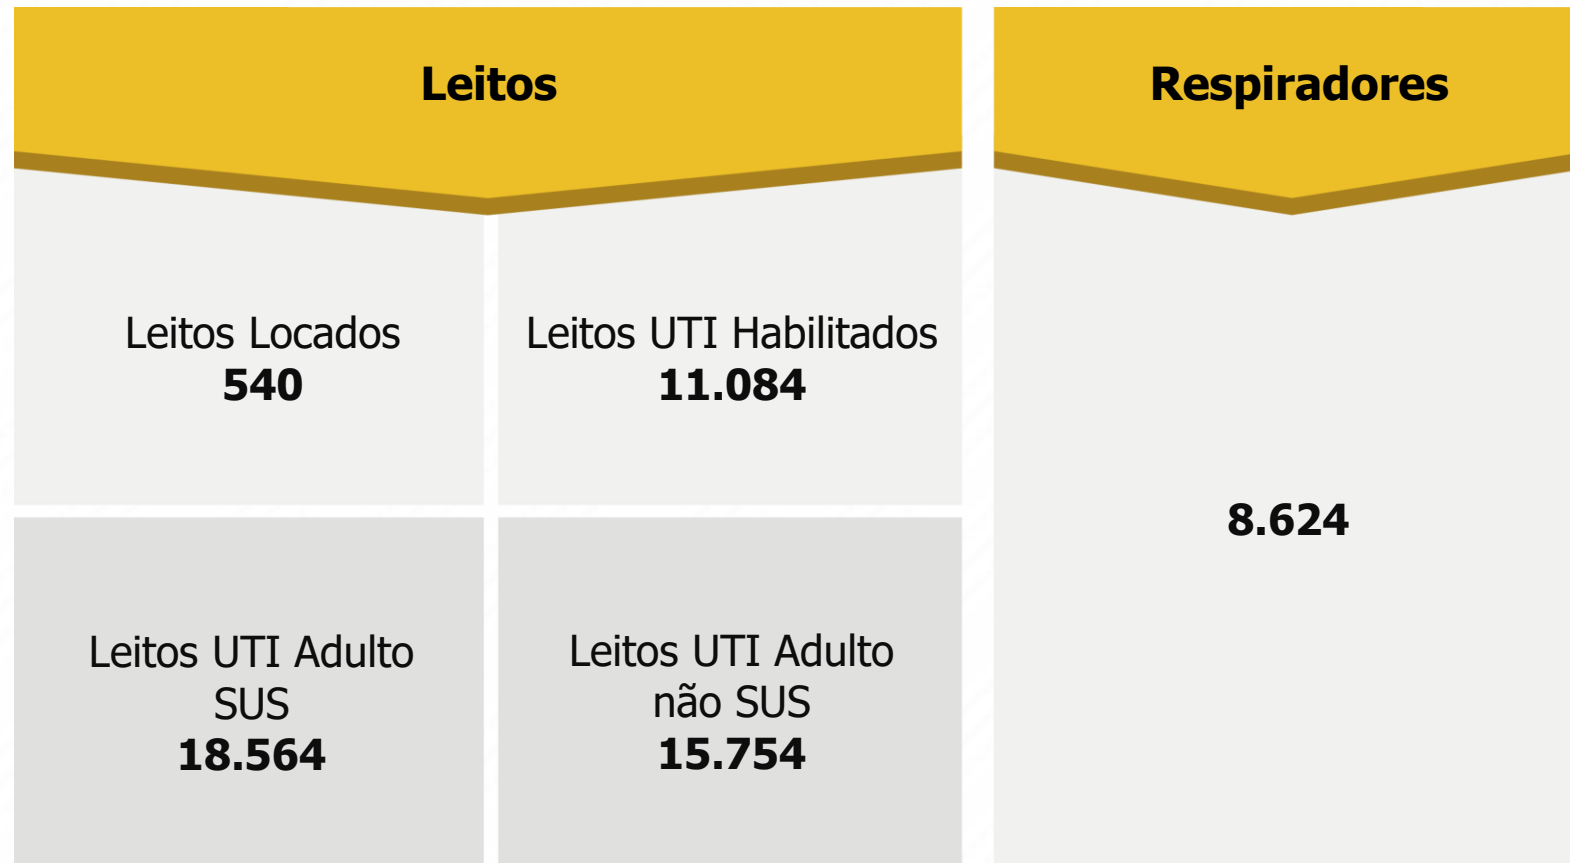 Leitos
Leitos Locados
540
Leitos UTI Habilitados
11.084
Leitos UTI Adulto
SUS
18.564
Leitos UTI Adulto
não SUS
15.754
Respiradores
8.624